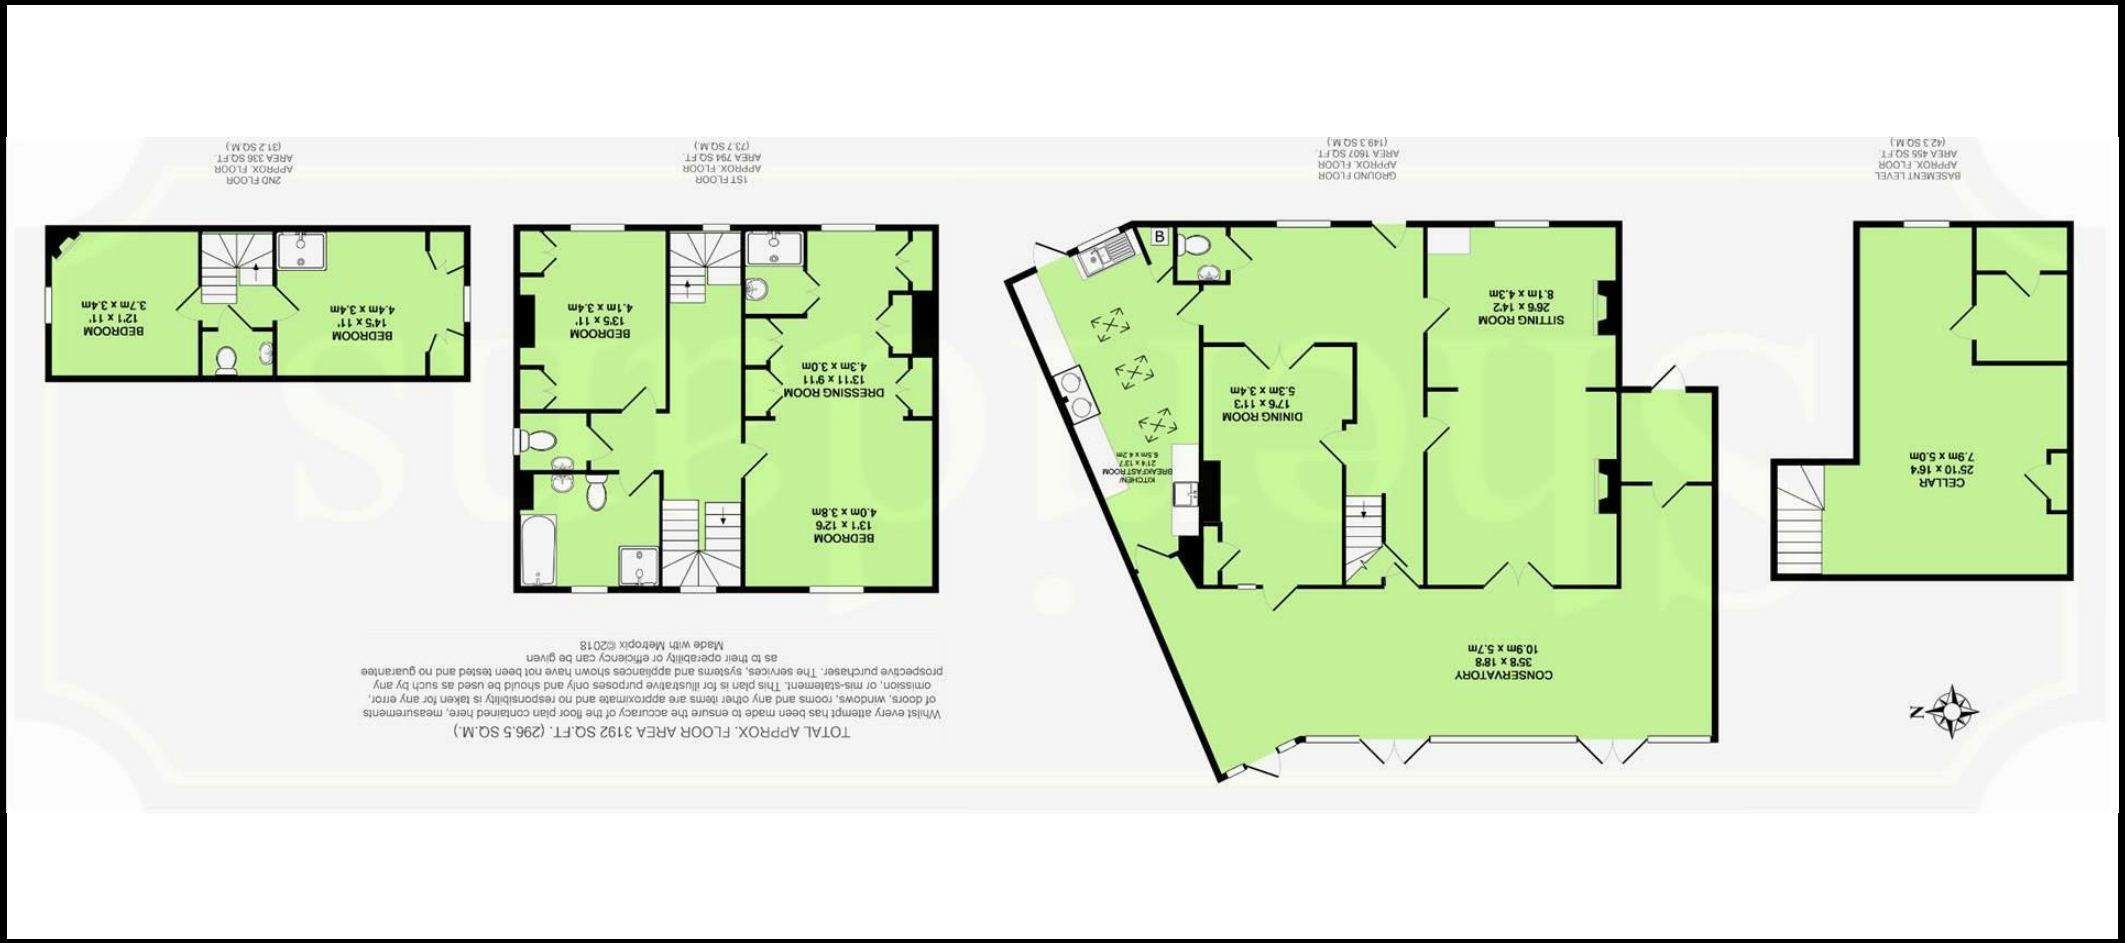 N
CELLAR
25'10 x 16'4
7.9m x 5.0m
BASEMENT LEVEL
APPROX. FLOOR
AREA 455 SQ.FT.
(42.3 SQ.M.)
CONSERVATORY
35'8 x 18'8
10.9m x 5.7m
KITCHEN/
BREAKFAST ROOM
21'4 x 13'7
6.5m x 4.2m
DINING ROOM
17'6 x 11'3
5.3m x 3.4m
SITTING ROOM
26'6 x 14'2
8.1m x 4.3m
B
GROUND FLOOR
APPROX. FLOOR
AREA 1607 SQ.FT.
(149.3 SQ.M.)
TOTAL APPROX. FLOOR AREA 3192 SQ.FT. (296.5 SQ.M.)
Whilst every attempt has been made to ensure the accuracy of the floor plan contained here, measurements
of doors, windows, rooms and any other items are approximate and no responsibility is taken for any error,
omission, or mis-statement. This plan is for illustrative purposes only and should be used as such by any
prospective purchaser. The services, systems and appliances shown have not been tested and no guarantee
as to their operability or efficiency can be given
Made with Metropix ©2018
BEDROOM
13'1 x 12'6
4.0m x 3.8m
DRESSING ROOM
13'11 x 9'11
4.3m x 3.0m
BEDROOM
13'5 x 11'
4.1m x 3.4m
1ST FLOOR
APPROX. FLOOR
AREA 794 SQ.FT.
(73.7 SQ.M.)
BEDROOM
14'5 x 11'
4.4m x 3.4m
BEDROOM
12'1 x 11'
3.7m x 3.4m
2ND FLOOR
APPROX. FLOOR
AREA 336 SQ.FT.
(31.2 SQ.M.)